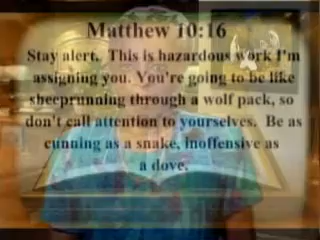 Matthew 10:16
Stay alert.  This is hazardous work I'm
assigning you. You're going to be like
sheeprunning through a wolf pack, so
don't call attention to yourselves.  Be as
cunning as a snake, inoffensive as
a dove.